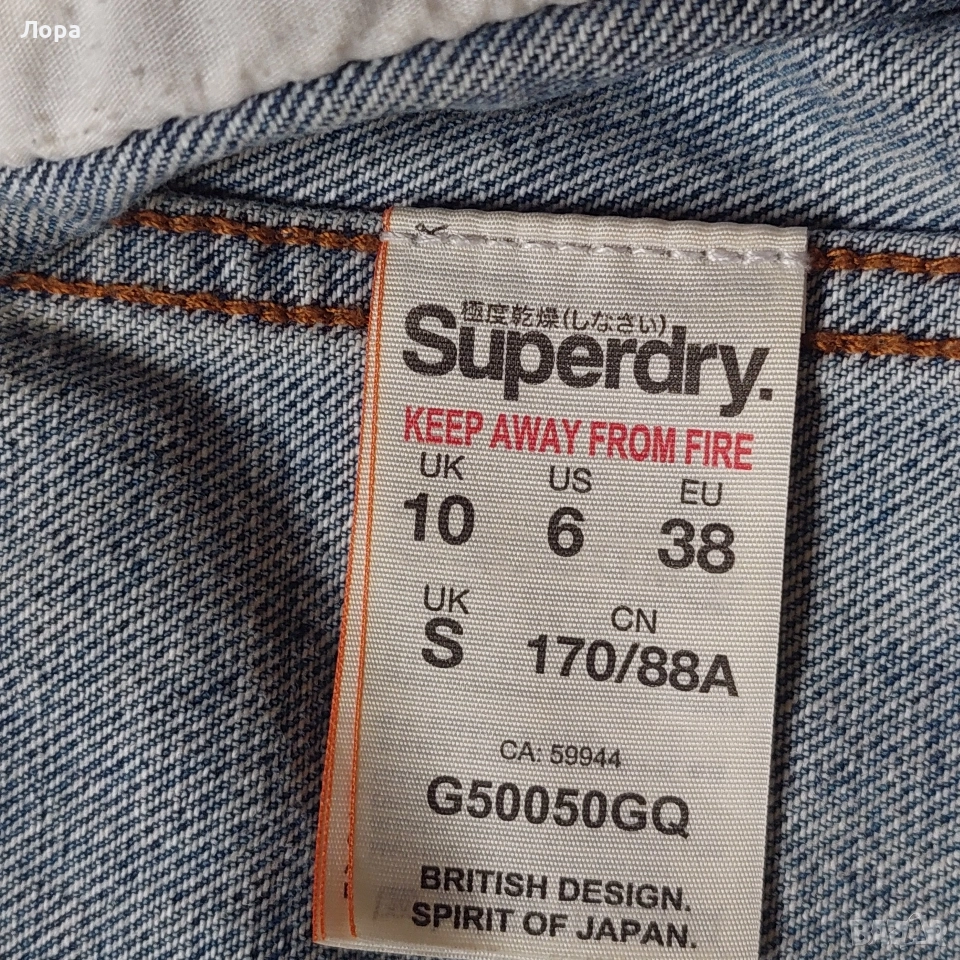 Лора
極度乾燥(しなさい)
Superdry.
KEEP AWAY FROM FIRE
UK US EU
10 6 38
UK CN
S 170/88A
CA: 59944
G50050GQ
BRITISH DESIGN.
SPIRIT OF JAPAN.